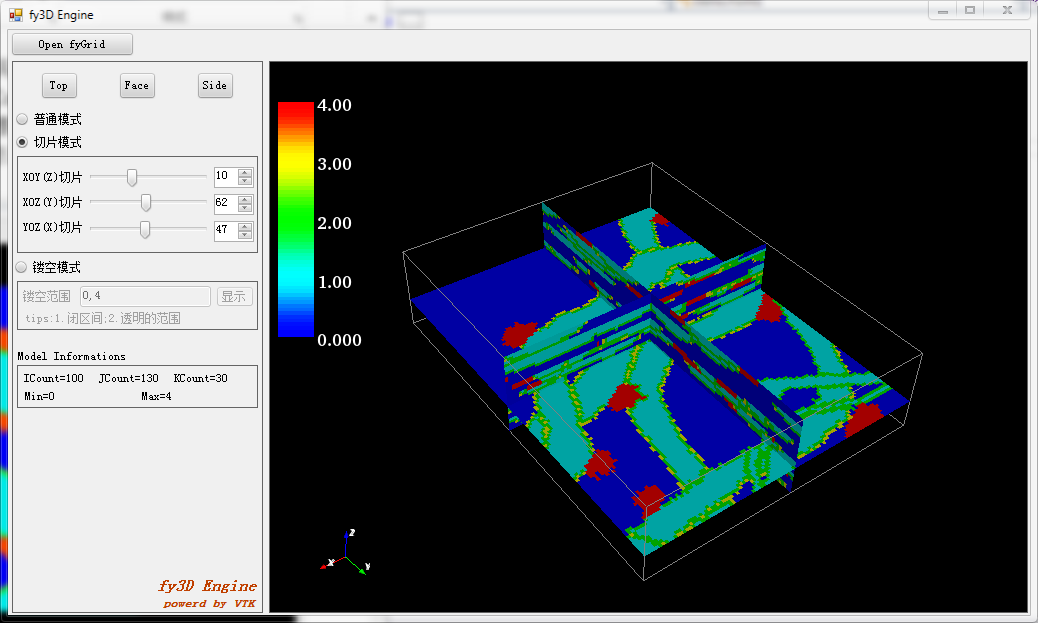 fy3D Engine
Open fyGrid
Top Face Side
普通模式
切片模式
XOY(Z)切片 10
XOZ(Y)切片 62
YOZ(X)切片 47
镂空模式
镂空范围 0,4 显示
tips:1.闭区间;2.透明的范围
Model Informations
ICount=100 JCount=130 KCount=30
Min=0 Max=4
fy3D Engine
powerd by VTK
4.00
3.00
2.00
1.00
0.000
Z
X
Y